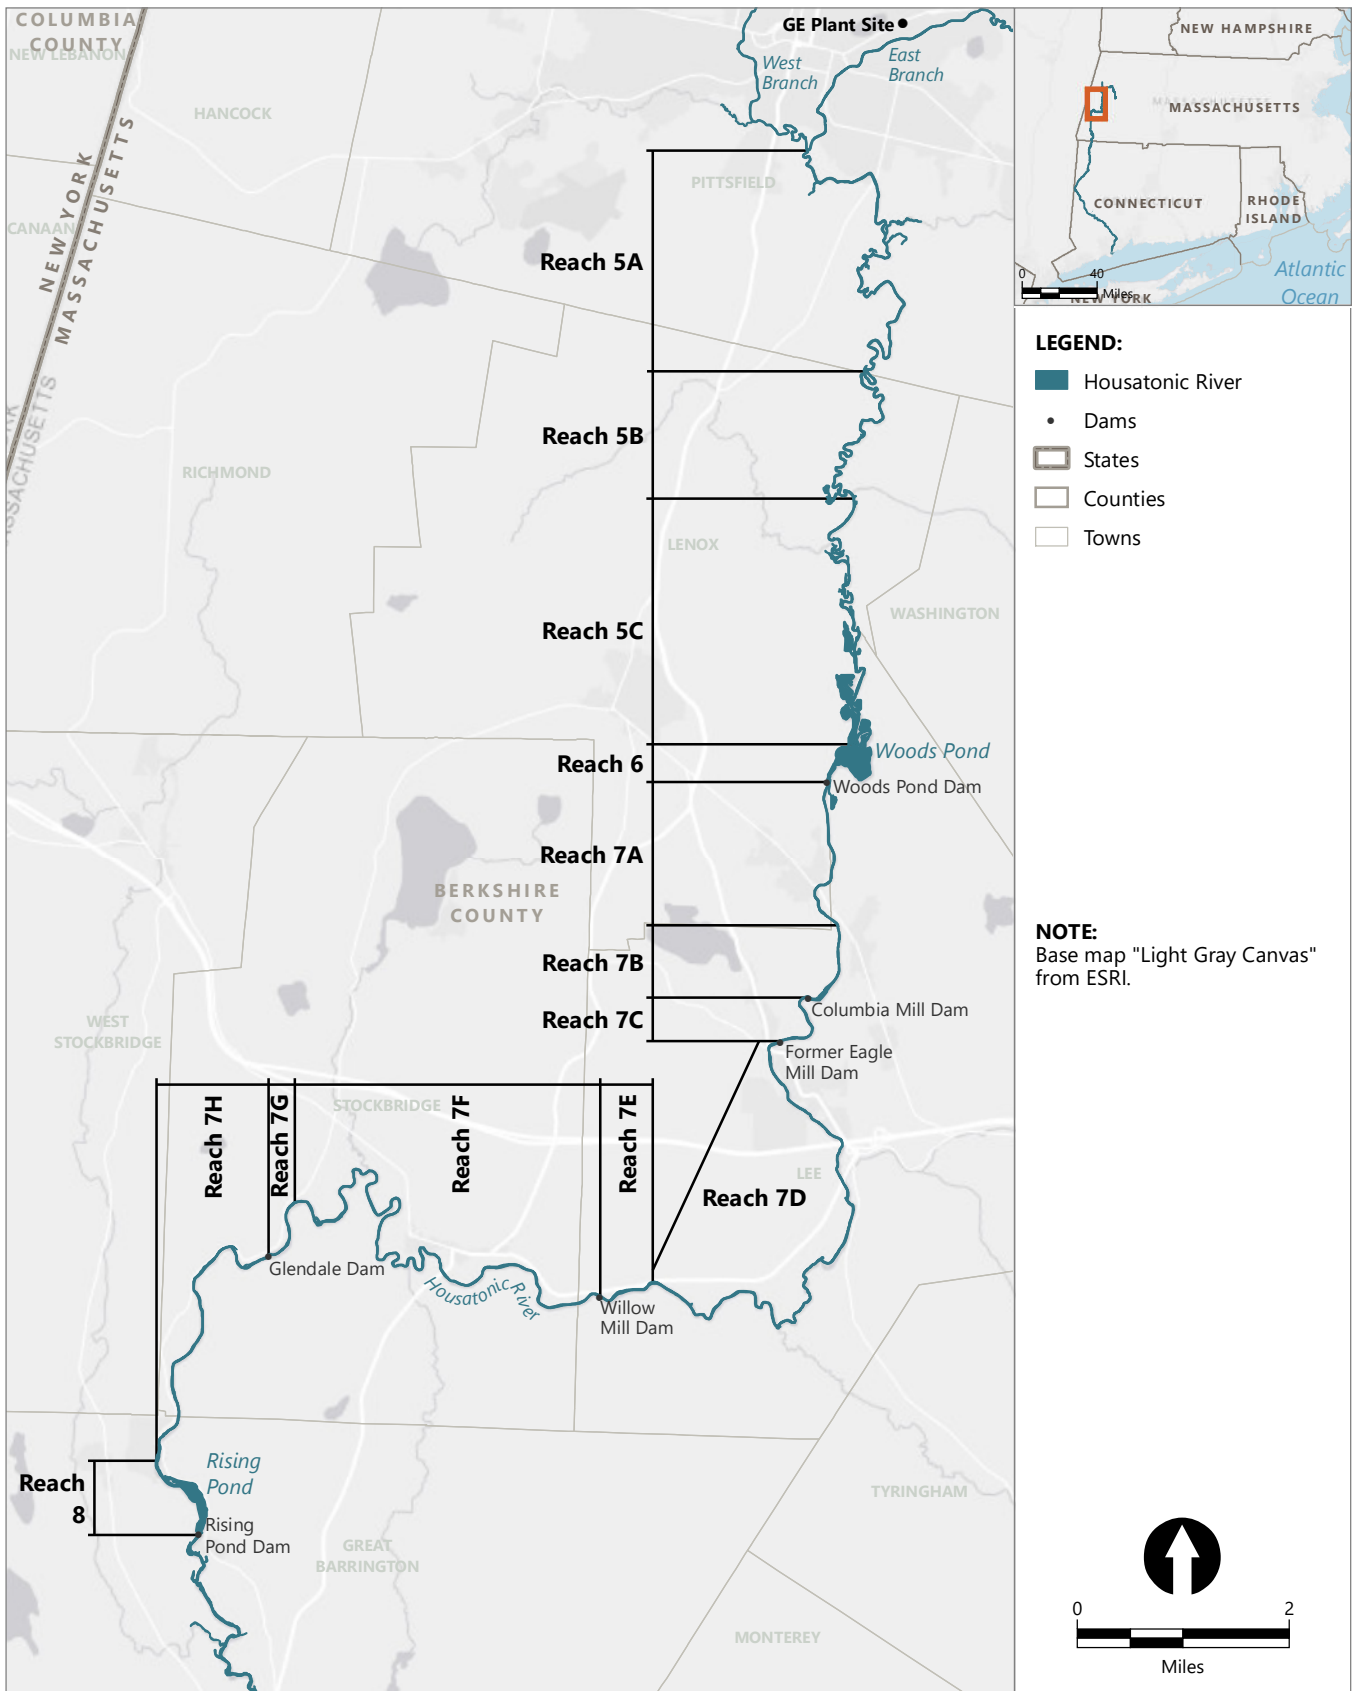 COLUMBIA
COUNTY
NEW LEBANON
HANCOCK
CANAAN
NEW YORK
MASSACHUSETTS
MASSACHUSETTS
GE Plant Site
West
Branch
East
Branch
PITTSFIELD
Reach 5A
Reach 5B
RICHMOND
LENOX
WASHINGTON
Reach 5C
Woods Pond
Reach 6
Woods Pond Dam
Reach 7A
BERKSHIRE
COUNTY
Reach 7B
Columbia Mill Dam
Reach 7C
WEST
STOCKBRIDGE
Former Eagle
Mill Dam
STOCKBRIDGE
Reach 7H
Reach 7G
Reach 7F
Reach 7E
LEE
Reach 7D
Glendale Dam
Housatonic River
Willow
Mill Dam
Rising
Pond
Reach
8
Rising
Pond Dam
TYRINGHAM
GREAT
BARRINGTON
MONTEREY
NEW HAMPSHIRE
MASSACHUSETTS
MASSACHUSETTS
CONNECTICUT
RHODE
ISLAND
Atlantic
Ocean
0 40
Miles
NEW YORK
LEGEND:
Housatonic River
Dams
States
Counties
Towns
NOTE:
Base map "Light Gray Canvas"
from ESRI.
0 2
Miles